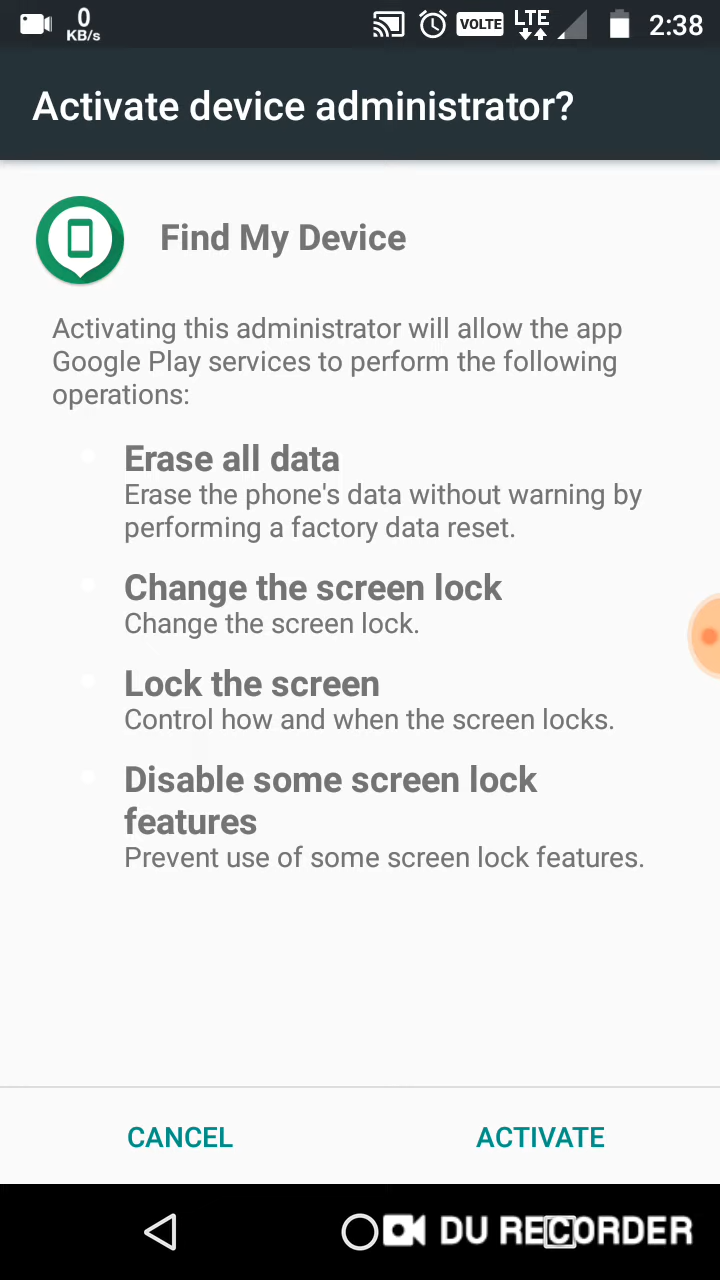 0
KB/s
VOLTE
LTE
2:38
Activate device administrator?
Find My Device
Activating this administrator will allow the app
Google Play services to perform the following
operations:
Erase all data
Erase the phone's data without warning by
performing a factory data reset.
Change the screen lock
Change the screen lock.
Lock the screen
Control how and when the screen locks.
Disable some screen lock
features
Prevent use of some screen lock features.
CANCEL
ACTIVATE
DU RECORDER